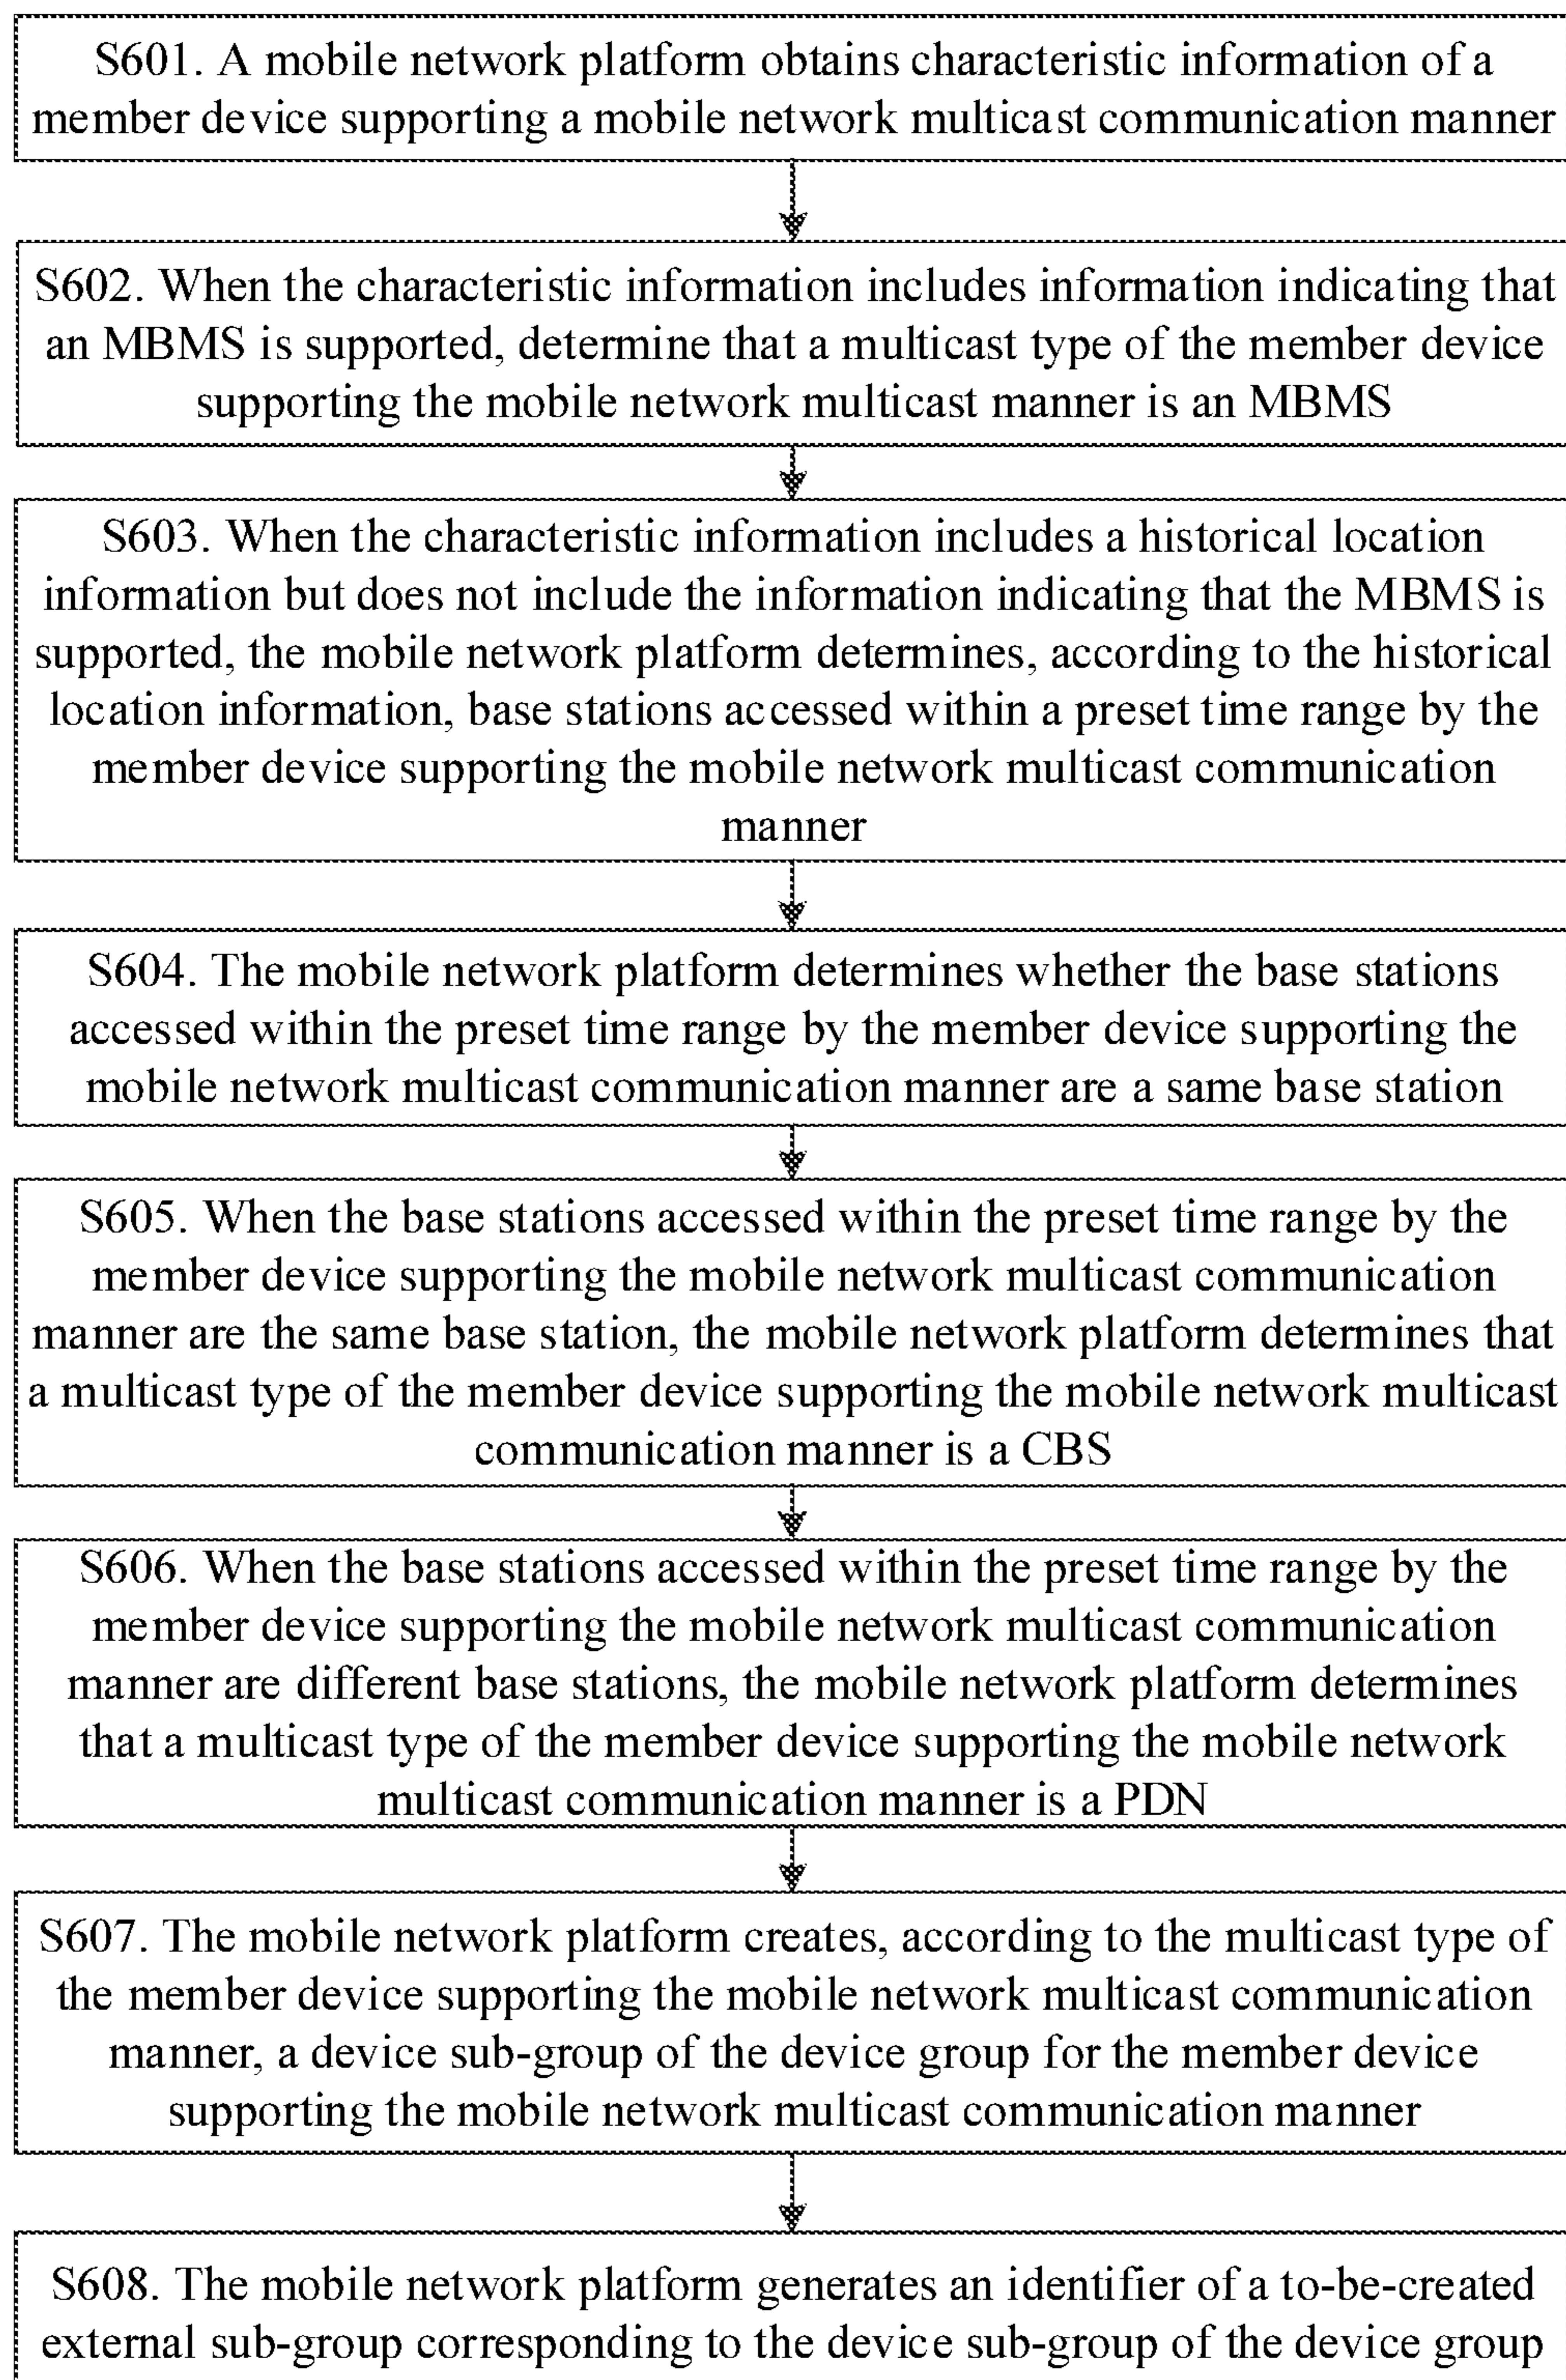 S601. A mobile network platform obtains characteristic information of a
member device supporting a mobile network multicast communication manner
S602. When the characteristic information includes information indicating that
an MBMS is supported, determine that a multicast type of the member device
supporting the mobile network multicast manner is an MBMS
S603. When the characteristic information includes a historical location
information but does not include the information indicating that the MBMS is
supported, the mobile network platform determines, according to the historical
location information, base stations accessed within a preset time range by the
member device supporting the mobile network multicast communication
manner
S604. The mobile network platform determines whether the base stations
accessed within the preset time range by the member device supporting the
mobile network multicast communication manner are a same base station
S605. When the base stations accessed within the preset time range by the
member device supporting the mobile network multicast communication
manner are the same base station, the mobile network platform determines that
a multicast type of the member device supporting the mobile network multicast
communication manner is a CBS
S606. When the base stations accessed within the preset time range by the
member device supporting the mobile network multicast communication
manner are different base stations, the mobile network platform determines
that a multicast type of the member device supporting the mobile network
multicast communication manner is a PDN
S607. The mobile network platform creates, according to the multicast type of
the member device supporting the mobile network multicast communication
manner, a device sub-group of the device group for the member device
supporting the mobile network multicast communication manner
S608. The mobile network platform generates an identifier of a to-be-created
external sub-group corresponding to the device sub-group of the device group